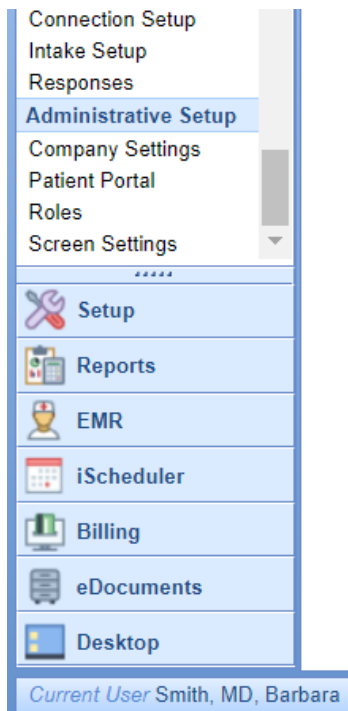 Connection Setup
Intake Setup
Responses
Administrative Setup
Company Settings
Patient Portal
Roles
Screen Settings
Setup
Reports
EMR
iScheduler
Billing
eDocuments
Desktop
Current User Smith, MD, Barbara